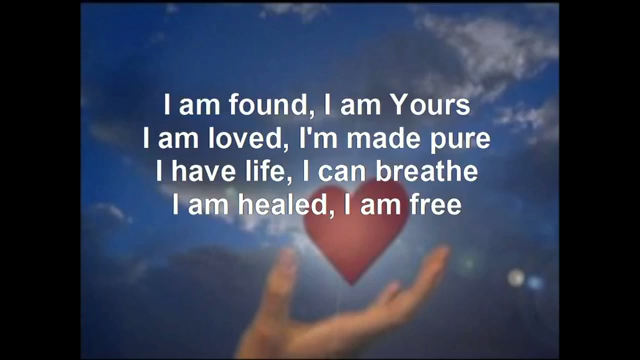 I am found, I am Yours
I am loved, I'm made pure
I have life, I can breathe
I am healed, I am free